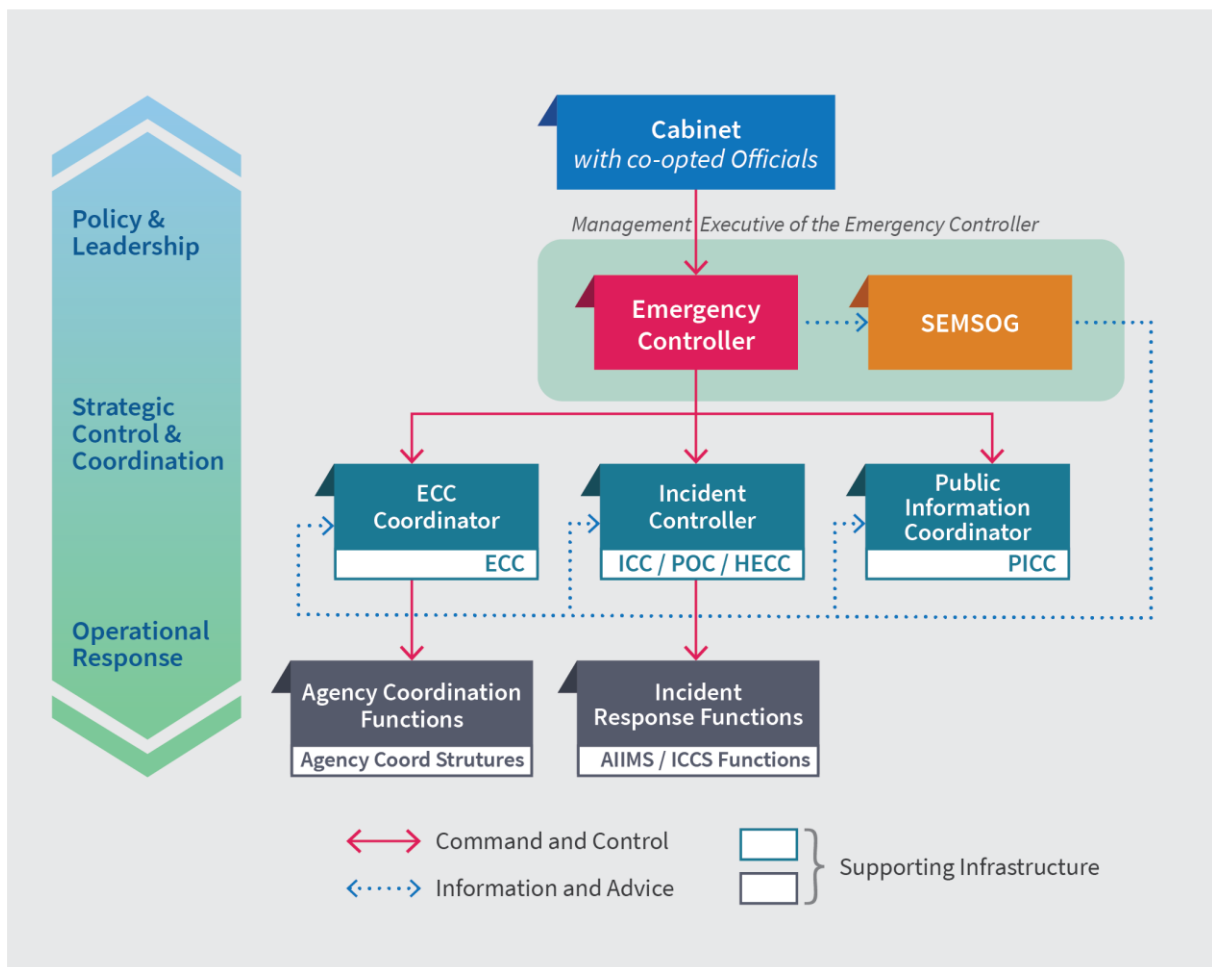 Policy &
Leadership
Strategic
Control &
Coordination
Operational
Response
Cabinet
with co-opted Officials
Management Executive of the Emergency Controller
Emergency
Controller
SEMSOG
ECC
Coordinator
ECC
Incident
Controller
ICC / POC / HECC
Public
Information
Coordinator
PICC
Agency Coordination
Functions
Agency Coord Strutures
Incident
Response Functions
AIIMS / ICCS Functions
Command and Control
Information and Advice
Supporting Infrastructure